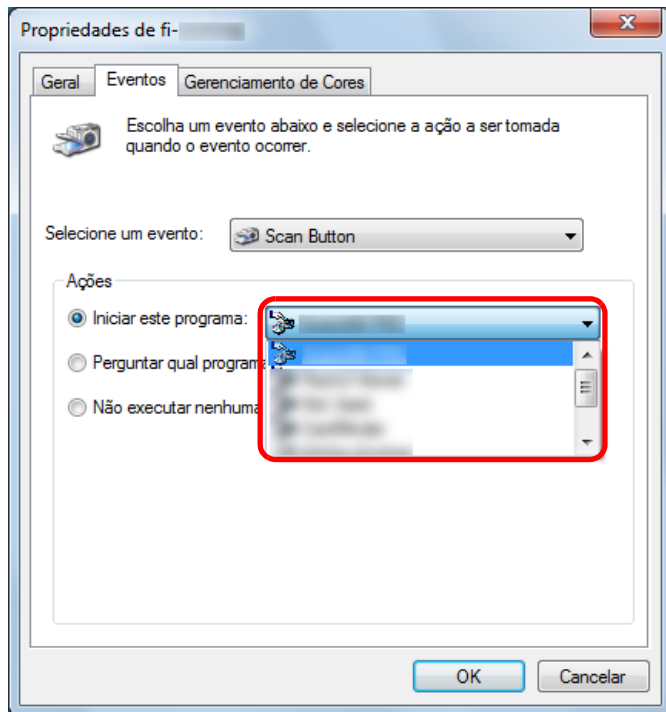 Propriedades de fi-
Geral Eventos Gerenciamento de Cores
Escolha um evento abaixo e selecione a ação a ser tomada
quando o evento ocorrer.
Selecione um evento: Scan Button
Ações
Iniciar este programa:
Perguntar qual programa
Não executar nenhuma
OK Cancelar